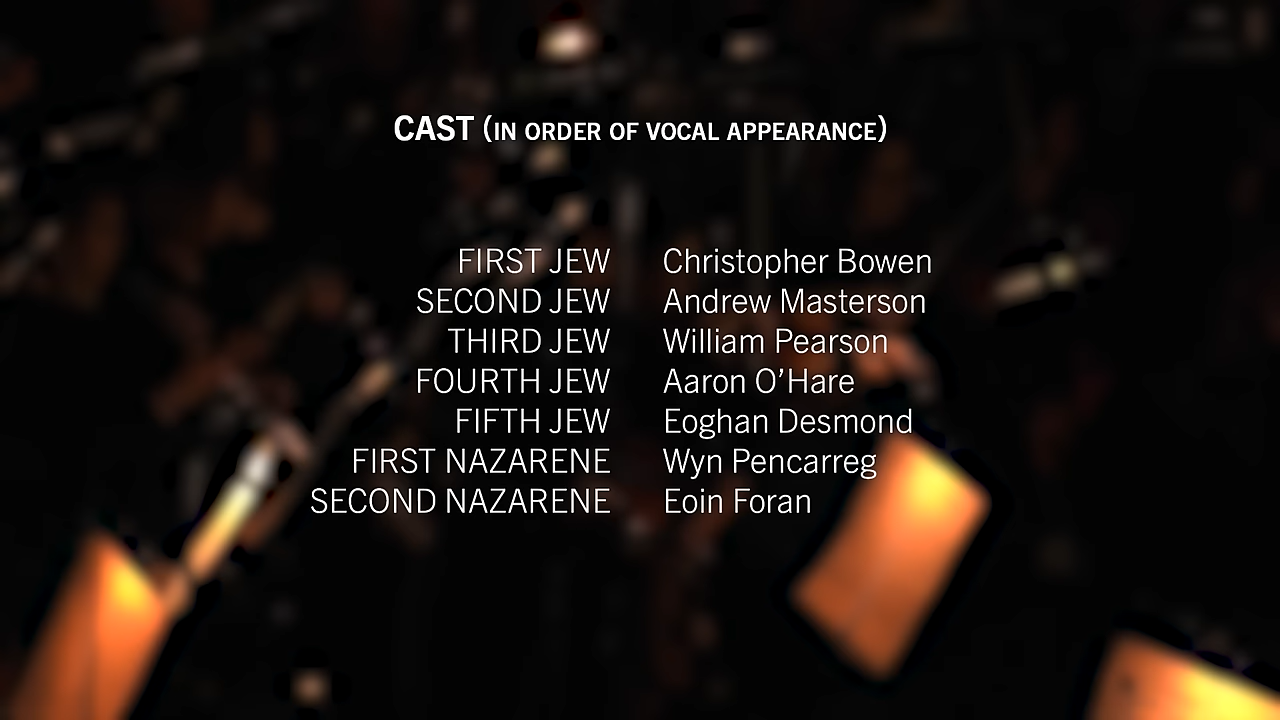 CAST (IN ORDER OF VOCAL APPEARANCE)
FIRST JEW Christopher Bowen
SECOND JEW Andrew Masterson
THIRD JEW William Pearson
FOURTH JEW Aaron O’Hare
FIFTH JEW Eoghan Desmond
FIRST NAZARENE Wyn Pencarreg
SECOND NAZARENE Eoin Foran